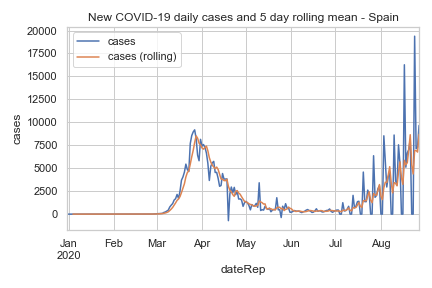 New COVID-19 daily cases and 5 day rolling mean - Spain
cases
cases (rolling)
20000
17500
15000
12500
10000
7500
5000
2500
0
cases
Jan Feb Mar Apr May Jun Jul Aug
2020
dateRep